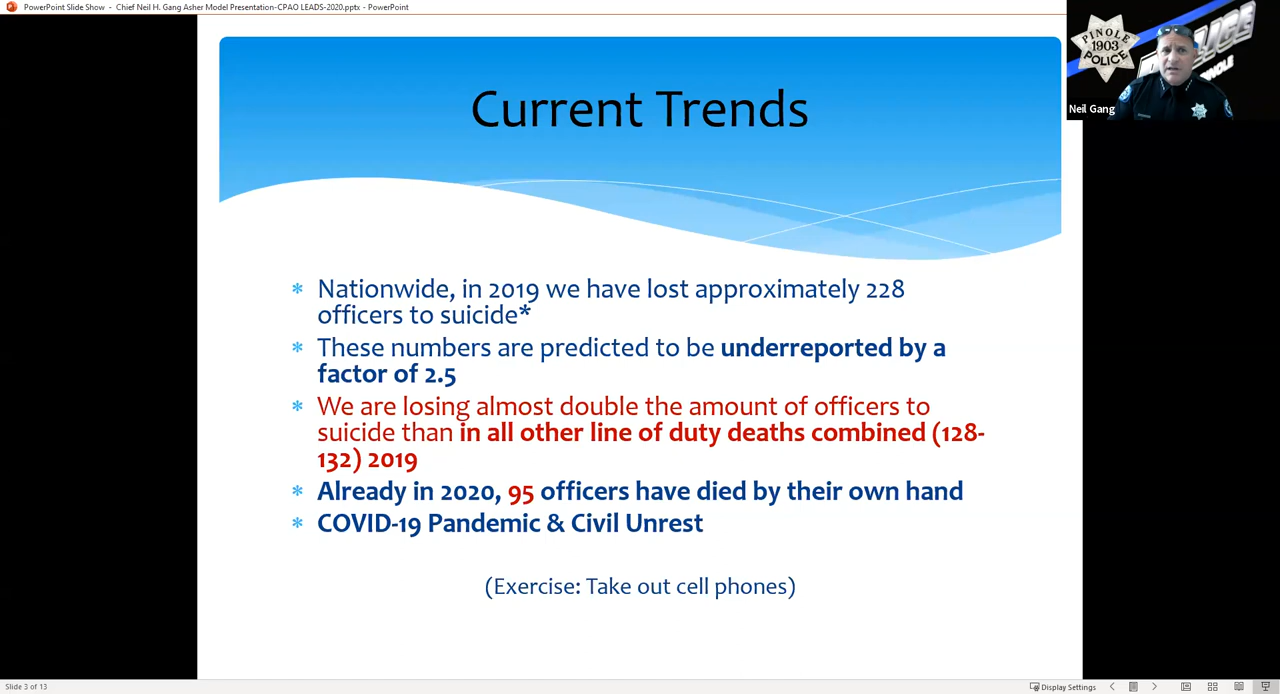 PowerPoint Slide Show - Chief Neil H. Gang Asher Model Presentation-CPAO LEADS-2020.pptx - PowerPoint
PINOLE
1903
POLICE
POLICE
PINOLE
Neil Gang
Current Trends
* Nationwide, in 2019 we have lost approximately 228
officers to suicide*
* These numbers are predicted to be underreported by a
factor of 2.5
* We are losing almost double the amount of officers to
suicide than in all other line of duty deaths combined (128-
132) 2019
* Already in 2020, 95 officers have died by their own hand
* COVID-19 Pandemic & Civil Unrest
(Exercise: Take out cell phones)
Slide 3 of 13
Display Settings